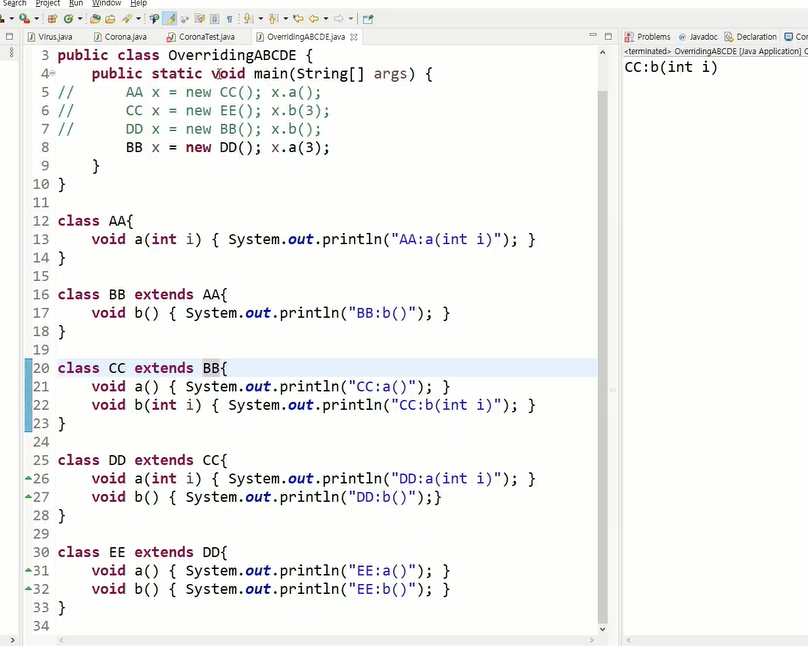 Search Project Run Window Help
Virus.java Corona.java CoronaTest.java OverridingABCDE.java
3 public class OverridingABCDE {
4 public static void main(String[] args) {
5 // AA x = new CC(); x.a();
6 // CC x = new EE(); x.b(3);
7 // DD x = new BB(); x.b();
8 BB x = new DD(); x.a(3);
9 }
10 }
11
12 class AA{
13 void a(int i) { System.out.println("AA:a(int i)"); }
14 }
15
16 class BB extends AA{
17 void b() { System.out.println("BB:b()"); }
18 }
19
20 class CC extends BB{
21 void a() { System.out.println("CC:a()"); }
22 void b(int i) { System.out.println("CC:b(int i)"); }
23 }
24
25 class DD extends CC{
26 void a(int i) { System.out.println("DD:a(int i)"); }
27 void b() { System.out.println("DD:b()");}
28 }
29
30 class EE extends DD{
31 void a() { System.out.println("EE:a()"); }
32 void b() { System.out.println("EE:b()"); }
33 }
34
Problems Javadoc Declaration Con
<terminated> OverridingABCDE [Java Application] C
CC:b(int i)